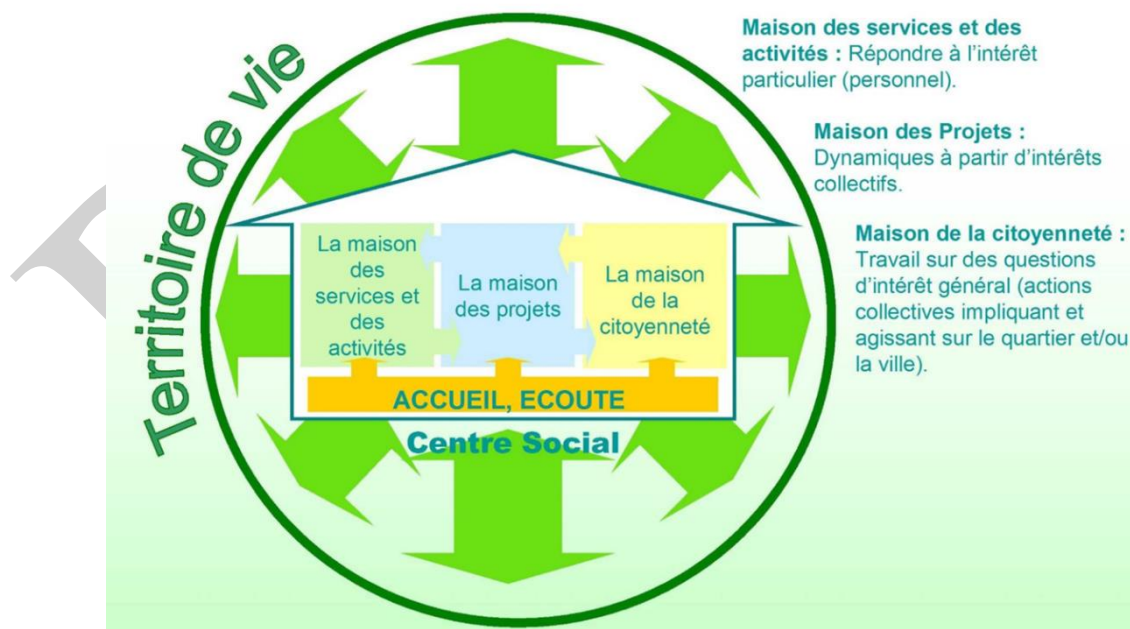 Territoire de vie
La maison
des
services et
des
activités
La maison
des projets
La maison
de la
citoyenneté
ACCUEIL, ECOUTE
Centre Social
Maison des services et des
activités : Répondre à l’intérêt
particulier (personnel).
Maison des Projets :
Dynamiques à partir d’intérêts
collectifs.
Maison de la citoyenneté :
Travail sur des questions
d’intérêt général (actions
collectives impliquant et
agissant sur le quartier et/ou
la ville).